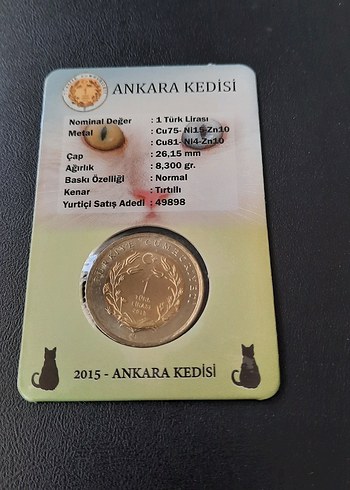 ANKARA KEDİSİ
Nominal Değer : 1 Türk Lirası
Metal : Cu75- Ni15-Zn10
: Cu81- Ni4-Zn10
Çap : 26,15 mm
Ağırlık : 8,300 gr.
Baskı Özelliği : Normal
Kenar : Tırtıllı
Yurtiçi Satış Adedi : 49898
TÜRKİYE CUMHURİYETİ
1
TÜRK
LİRASI
2015
2015 - ANKARA KEDİSİ